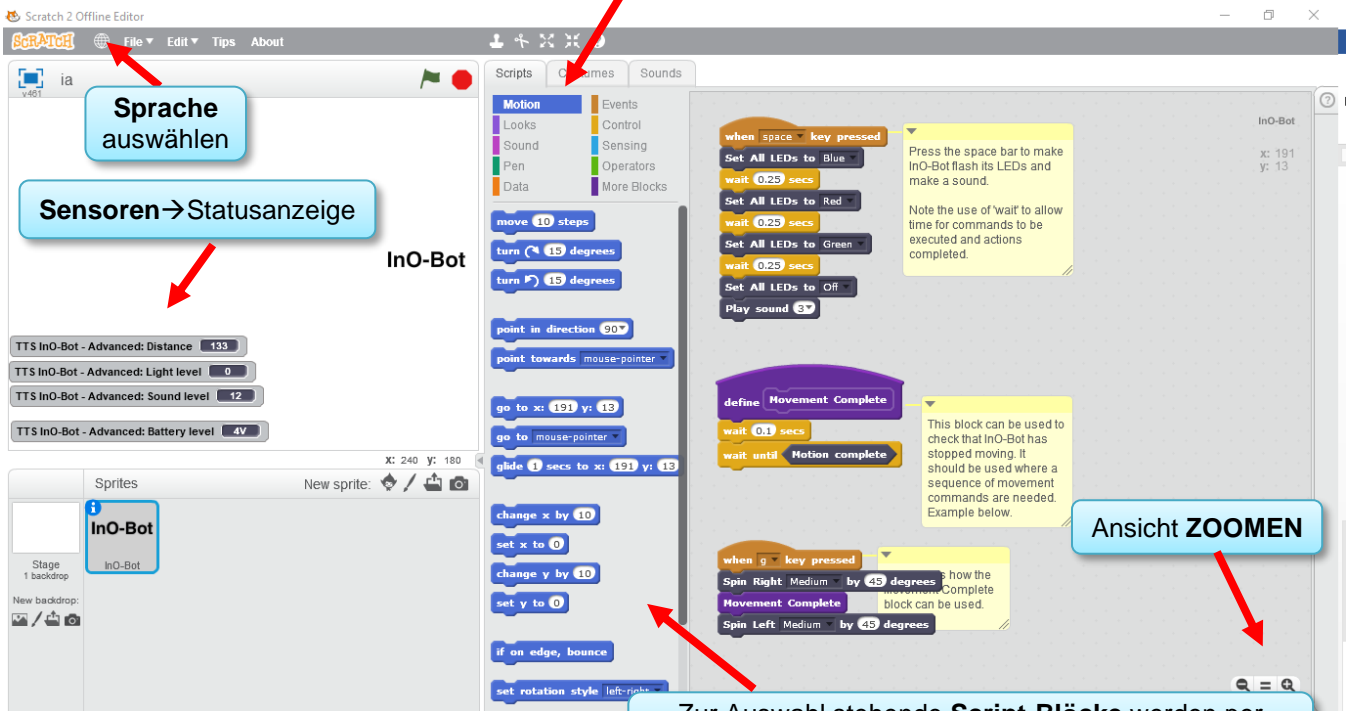 Scratch 2 Offline Editor
SCRATCH File Edit Tips About
ia
v461
Sprache
auswählen
Sensoren→Statusanzeige
InO-Bot
TTS InO-Bot - Advanced: Distance 133
TTS InO-Bot - Advanced: Light level 0
TTS InO-Bot - Advanced: Sound level 12
TTS InO-Bot - Advanced: Battery level 4V
X: 240 Y: 180
Sprites New sprite:
InO-Bot
InO-Bot
Stage
1 backdrop
New backdrop:
Scripts Costumes Sounds
Motion Events
Looks Control
Sound Sensing
Pen Operators
Data More Blocks
move 10 steps
turn 15 degrees
turn 15 degrees
point in direction 90
point towards mouse-pointer
go to x: 191 y: 13
go to mouse-pointer
glide 1 secs to x: 191 y: 13
change x by 10
set x to 0
change y by 10
set y to 0
if on edge, bounce
set rotation style left-right
InO-Bot
x: 191
y: 13
when space key pressed
Set All LEDs to Blue
wait 0.25 secs
Set All LEDs to Red
wait 0.25 secs
Set All LEDs to Green
wait 0.25 secs
Set All LEDs to Off
Play sound 3
Press the space bar to make
InO-Bot flash its LEDs and
make a sound.
Note the use of 'wait' to allow
time for commands to be
executed and actions
completed.
define Movement Complete
wait 0.1 secs
wait until Motion complete
This block can be used to
check that InO-Bot has
stopped moving. It
should be used where a
sequence of movement
commands are needed.
Example below.
when g key pressed
Spin Right Medium by 45 degrees
Movement Complete
Spin Left Medium by 45 degrees
how the
Movement Complete
block can be used.
Ansicht ZOOMEN
Zur Auswahl stehende Script-Blöcke werden per